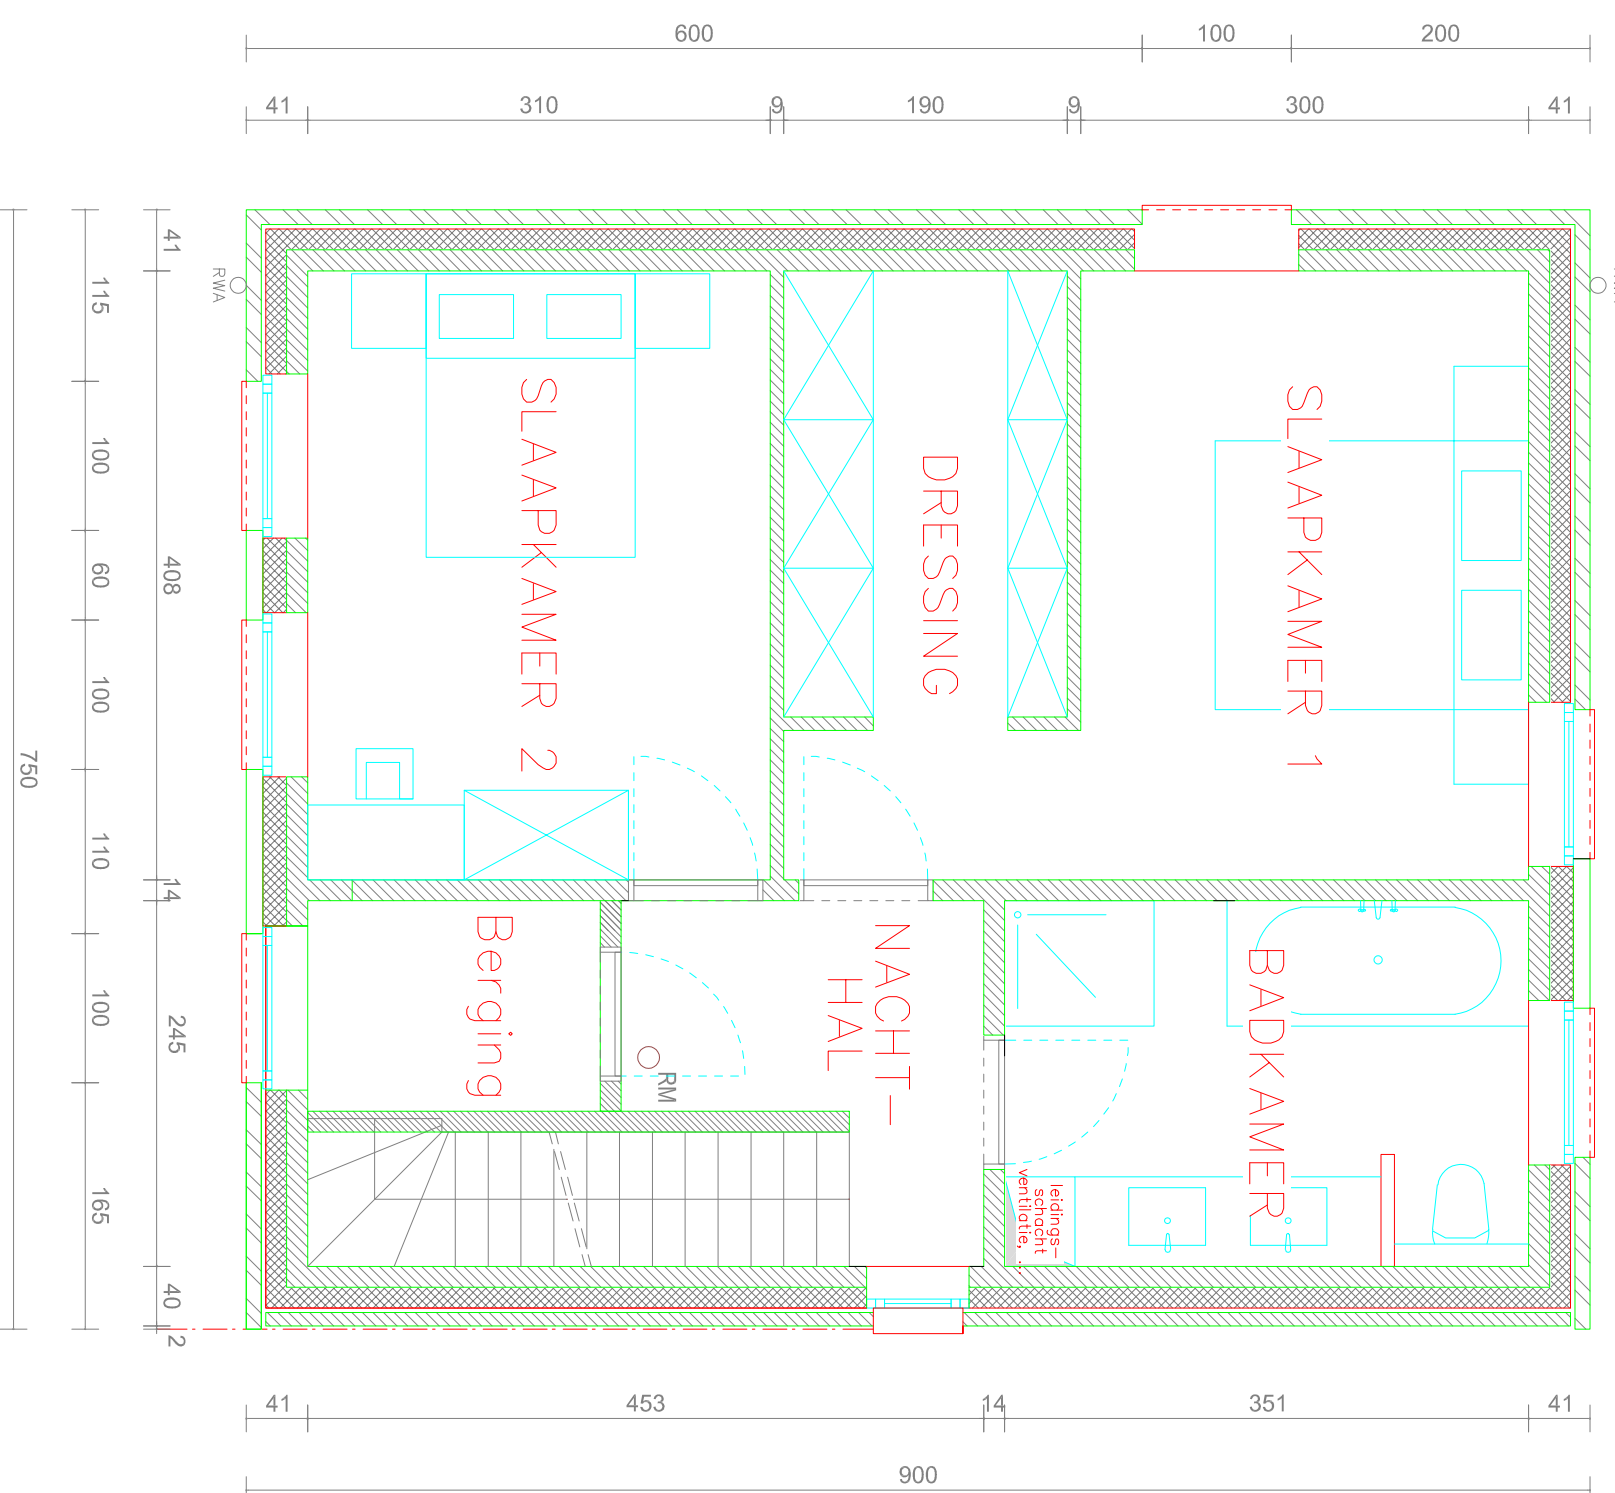 600
100
200
41
310
9
190
9
300
41
41
115
100
60
408
100
750
110
14
100
245
165
40
2
RWA
SLAAPKAMER 2
DRESSING
SLAAPKAMER 1
Berging
NACHT-
HAL
BADKAMER
RM
leidings-
schacht
ventilatie, ...
41
453
14
351
41
900